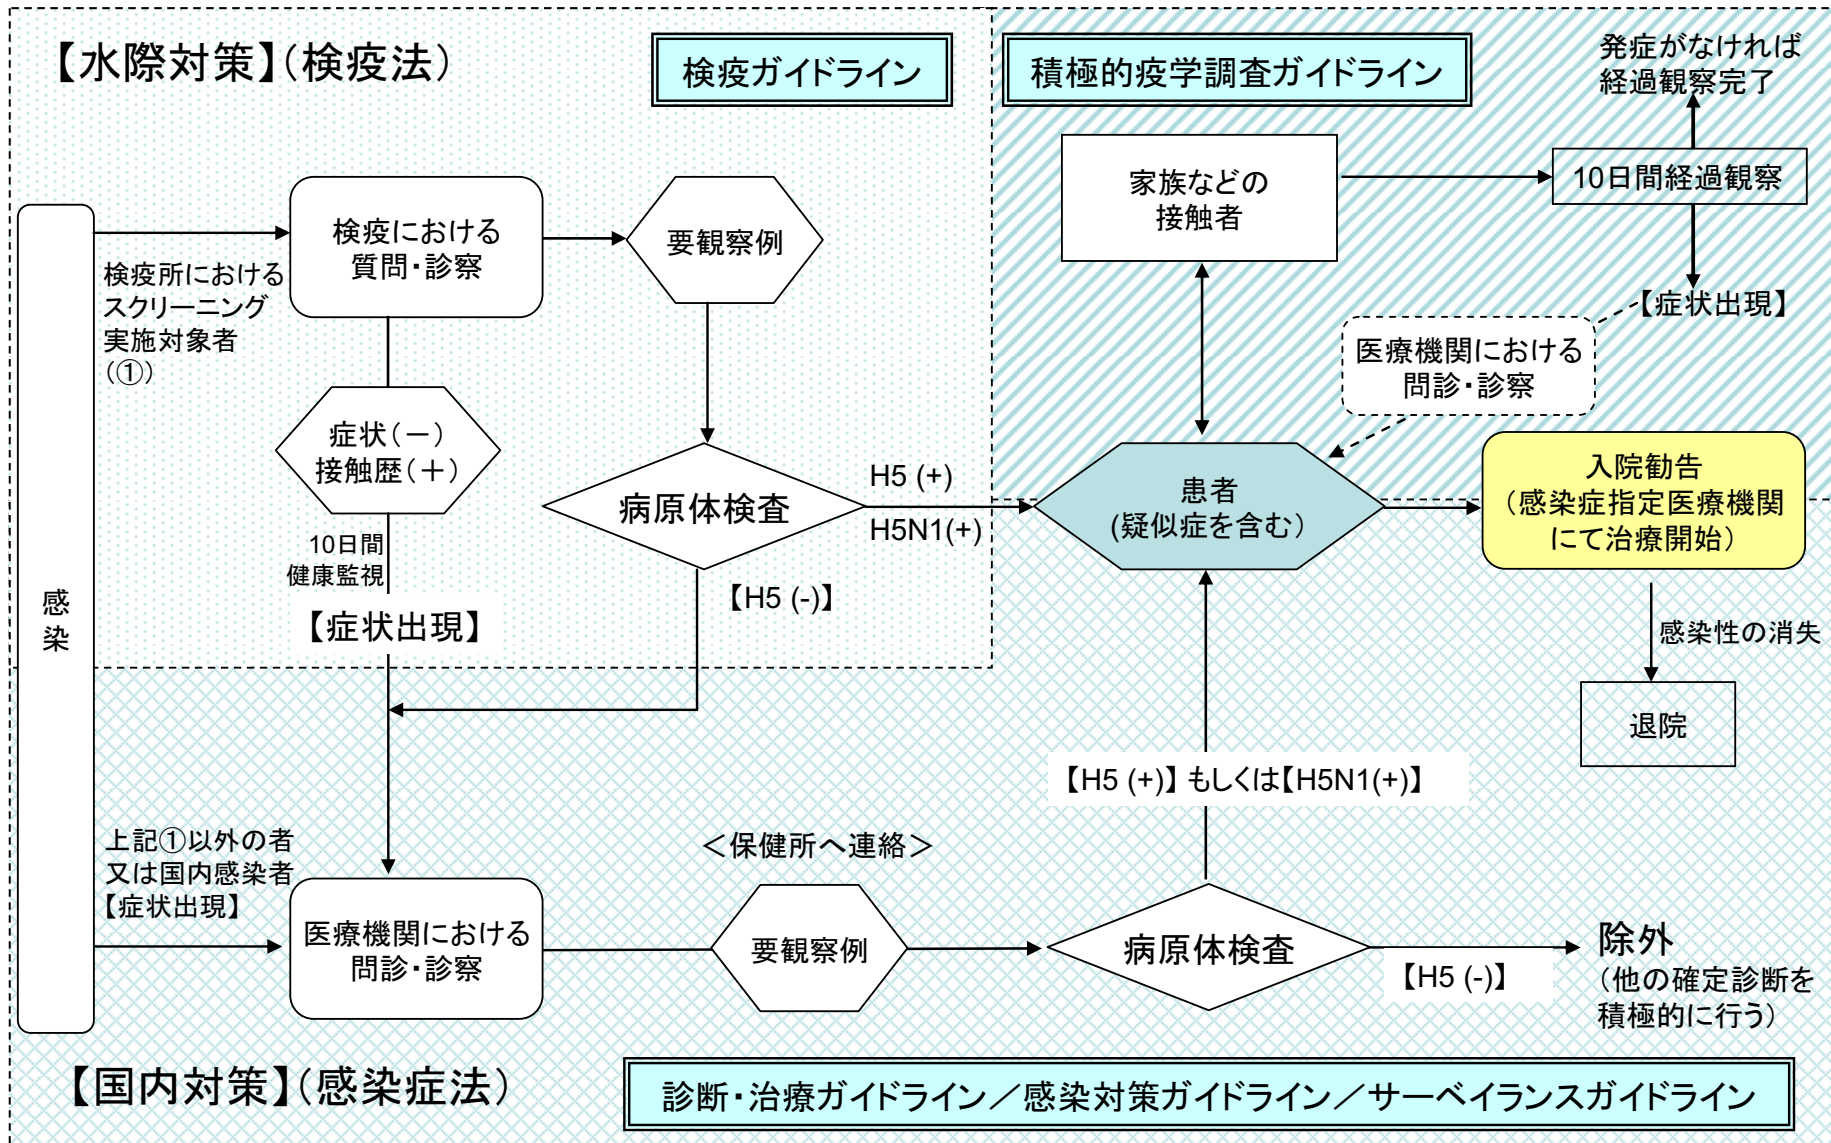 【水際対策】(検疫法)
検疫ガイドライン
積極的疫学調査ガイドライン
発症がなければ
経過観察完了
家族などの
接触者
10日間経過観察
検疫における
質問・診察
要観察例
検疫所における
スクリーニング
実施対象者
(①)
【症状出現】
医療機関における
問診・診察
症状(－)
接触歴(＋)
病原体検査
H5 (+)
H5N1(+)
患者
(疑似症を含む)
入院勧告
(感染症指定医療機関
にて治療開始)
10日間
健康監視
【H5 (-)】
【症状出現】
感
染
感染性の消失
退院
【H5 (+)】 もしくは【H5N1(+)】
上記①以外の者
又は国内感染者
【症状出現】
＜保健所へ連絡＞
医療機関における
問診・診察
要観察例
病原体検査
【H5 (-)】
除外
(他の確定診断を
積極的に行う)
【国内対策】(感染症法)
診断・治療ガイドライン／感染対策ガイドライン／サーベイランスガイドライン